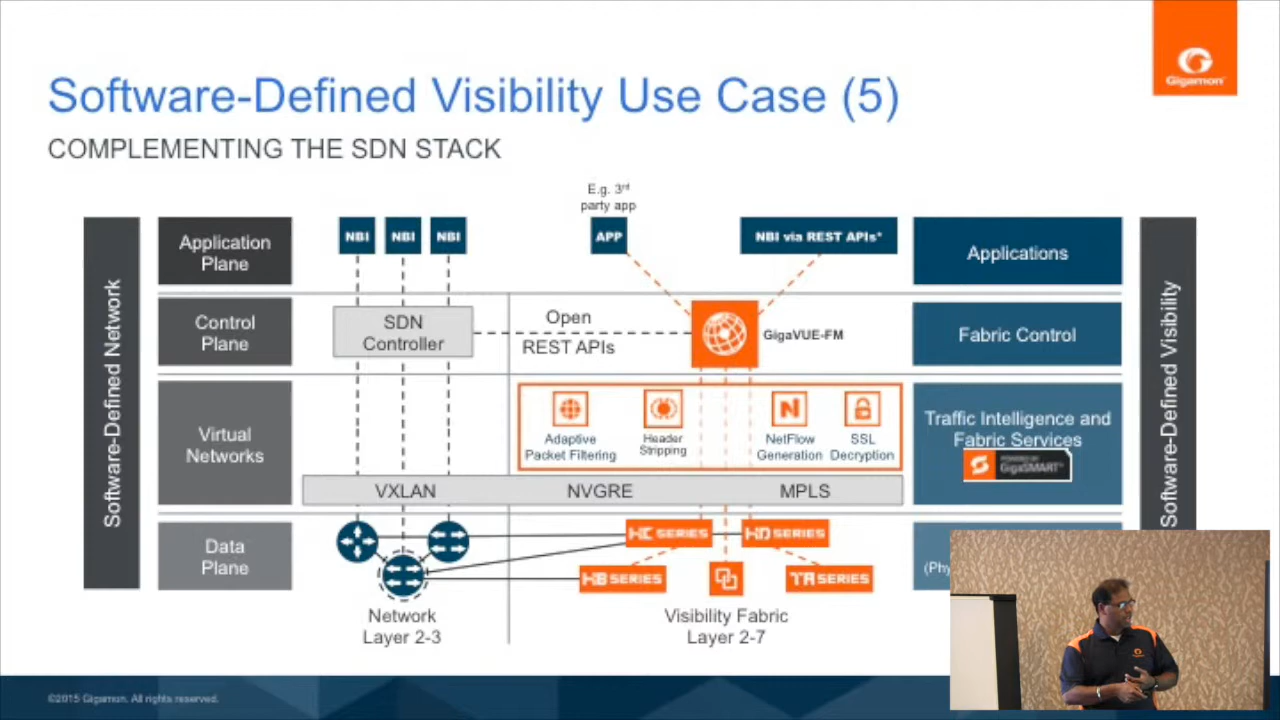 Gigamon
Software-Defined Visibility Use Case (5)
COMPLEMENTING THE SDN STACK
E.g. 3rd
party app
Software-Defined Network
Application
Plane
NBI
NBI
NBI
APP
NBI via REST APIs*
Applications
Control
Plane
SDN
Controller
Open
REST APIs
GigaVUE-FM
Fabric Control
Virtual
Networks
Adaptive
Packet Filtering
Header
Stripping
NetFlow
Generation
SSL
Decryption
Traffic Intelligence and
Fabric Services
POWERED BY
GigaSMART
VXLAN
NVGRE
MPLS
Data
Plane
HC SERIES
HD SERIES
HB SERIES
TA SERIES
(Phy
Software-Defined Visibility
Network
Layer 2-3
Visibility Fabric
Layer 2-7
©2015 Gigamon. All rights reserved.